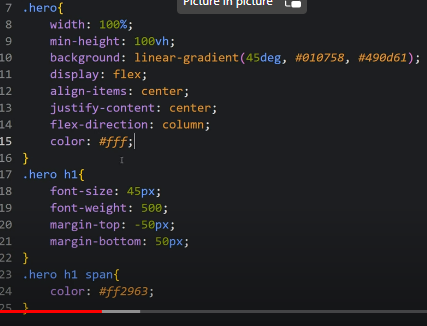 Picture in picture
7 .hero{
8 width: 100%;
9 min-height: 100vh;
10 background: linear-gradient(45deg, #010758, #490d61);
11 display: flex;
12 align-items: center;
13 justify-content: center;
14 flex-direction: column;
15 color: #fff;
16 }
17 .hero h1{
18 font-size: 45px;
19 font-weight: 500;
20 margin-top: -50px;
21 margin-bottom: 50px;
22 }
23 .hero h1 span{
24 color: #ff2963;
25 }